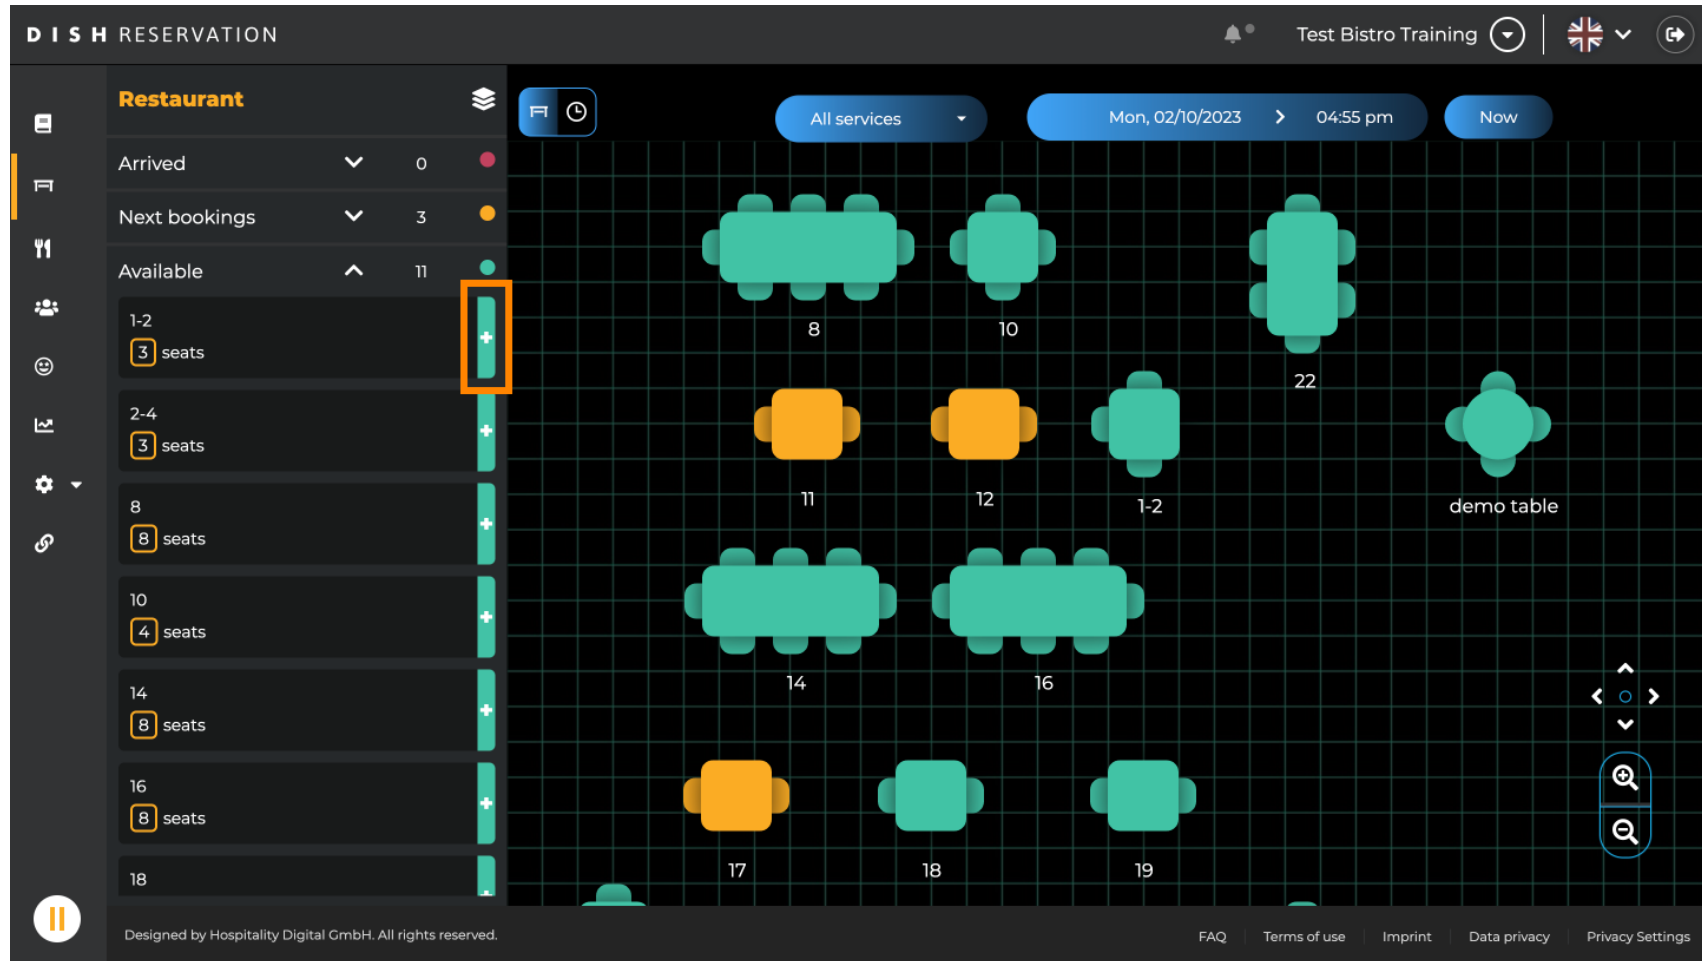 DISH RESERVATION
Test Bistro Training
Restaurant
All services
Mon, 02/10/2023 04:55 pm
Now
Arrived 0
Next bookings 3
Available 11
1-2
3 seats
2-4
3 seats
8
8 seats
10
4 seats
14
8 seats
16
8 seats
18
8
10
22
11
12
1-2
demo table
14
16
17
18
19
Designed by Hospitality Digital GmbH. All rights reserved.
FAQ
Terms of use
Imprint
Data privacy
Privacy Settings